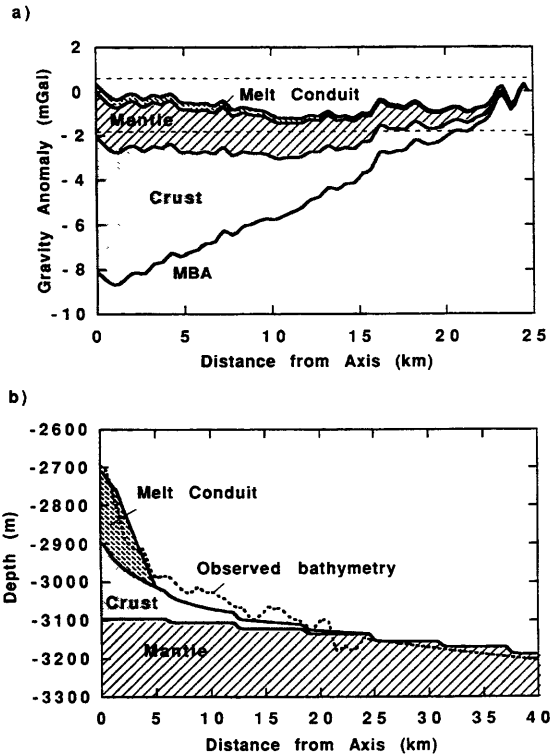 a)
2
0
-2
-4
-6
-8
-10
Gravity Anomaly (mGal)
Melt Conduit
Mantle
Crust
MBA
0 5 10 15 20 25
Distance from Axis (km)
b)
-2600
-2700
-2800
-2900
-3000
-3100
-3200
-3300
Depth (m)
Melt Conduit
Observed bathymetry
Crust
Mantle
0 5 10 15 20 25 30 35 40
Distance from Axis (km)